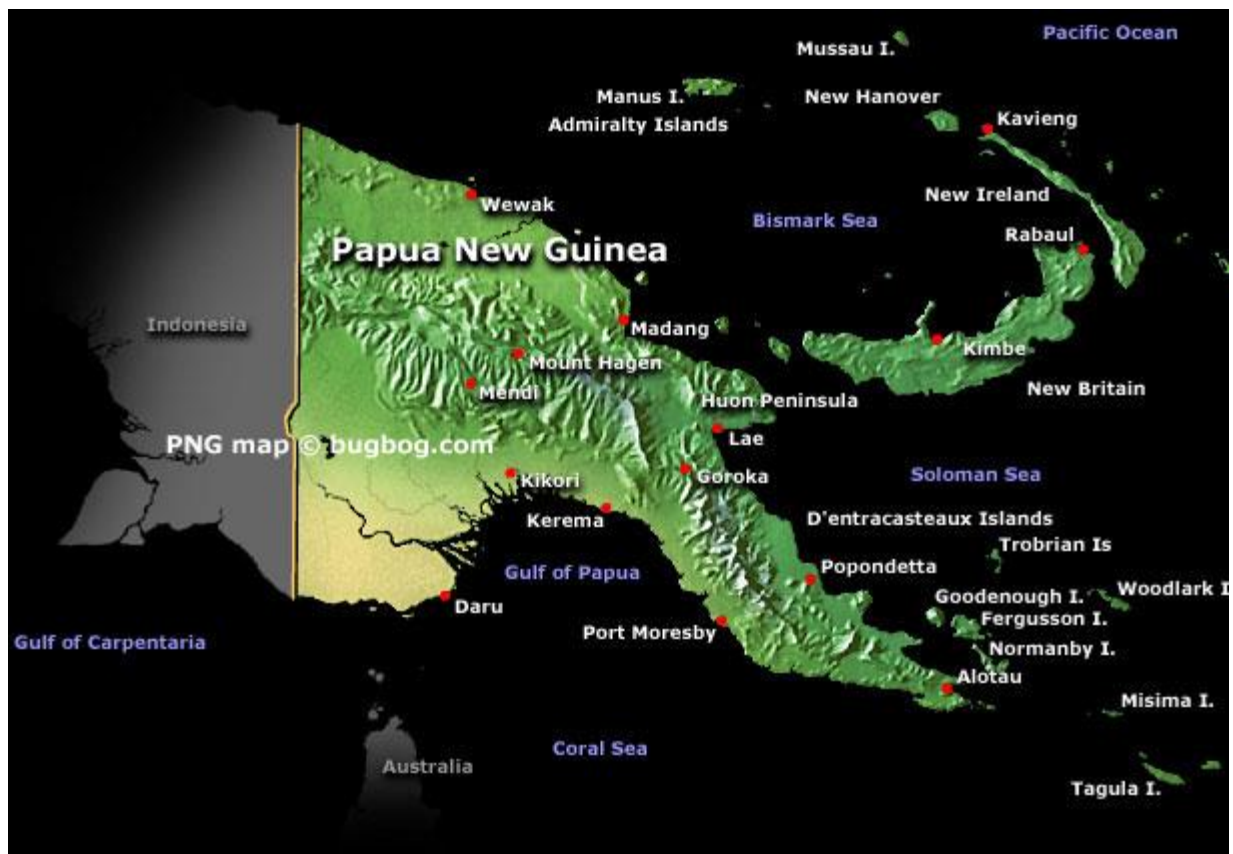 Pacific Ocean
Mussau I.
Manus I.
Admiralty Islands
New Hanover
Kavieng
New Ireland
Wewak
Bismark Sea
Rabaul
Papua New Guinea
Indonesia
Madang
Kimbe
Mount Hagen
Mendi
New Britain
Huon Peninsula
Lae
PNG map © bugbog.com
Kikori
Goroka
Soloman Sea
Kerema
D'entracasteaux Islands
Trobrian Is
Gulf of Papua
Popondetta
Woodlark I
Goodenough I.
Daru
Fergusson I.
Port Moresby
Gulf of Carpentaria
Normanby I.
Alotau
Misima I.
Coral Sea
Australia
Tagula I.